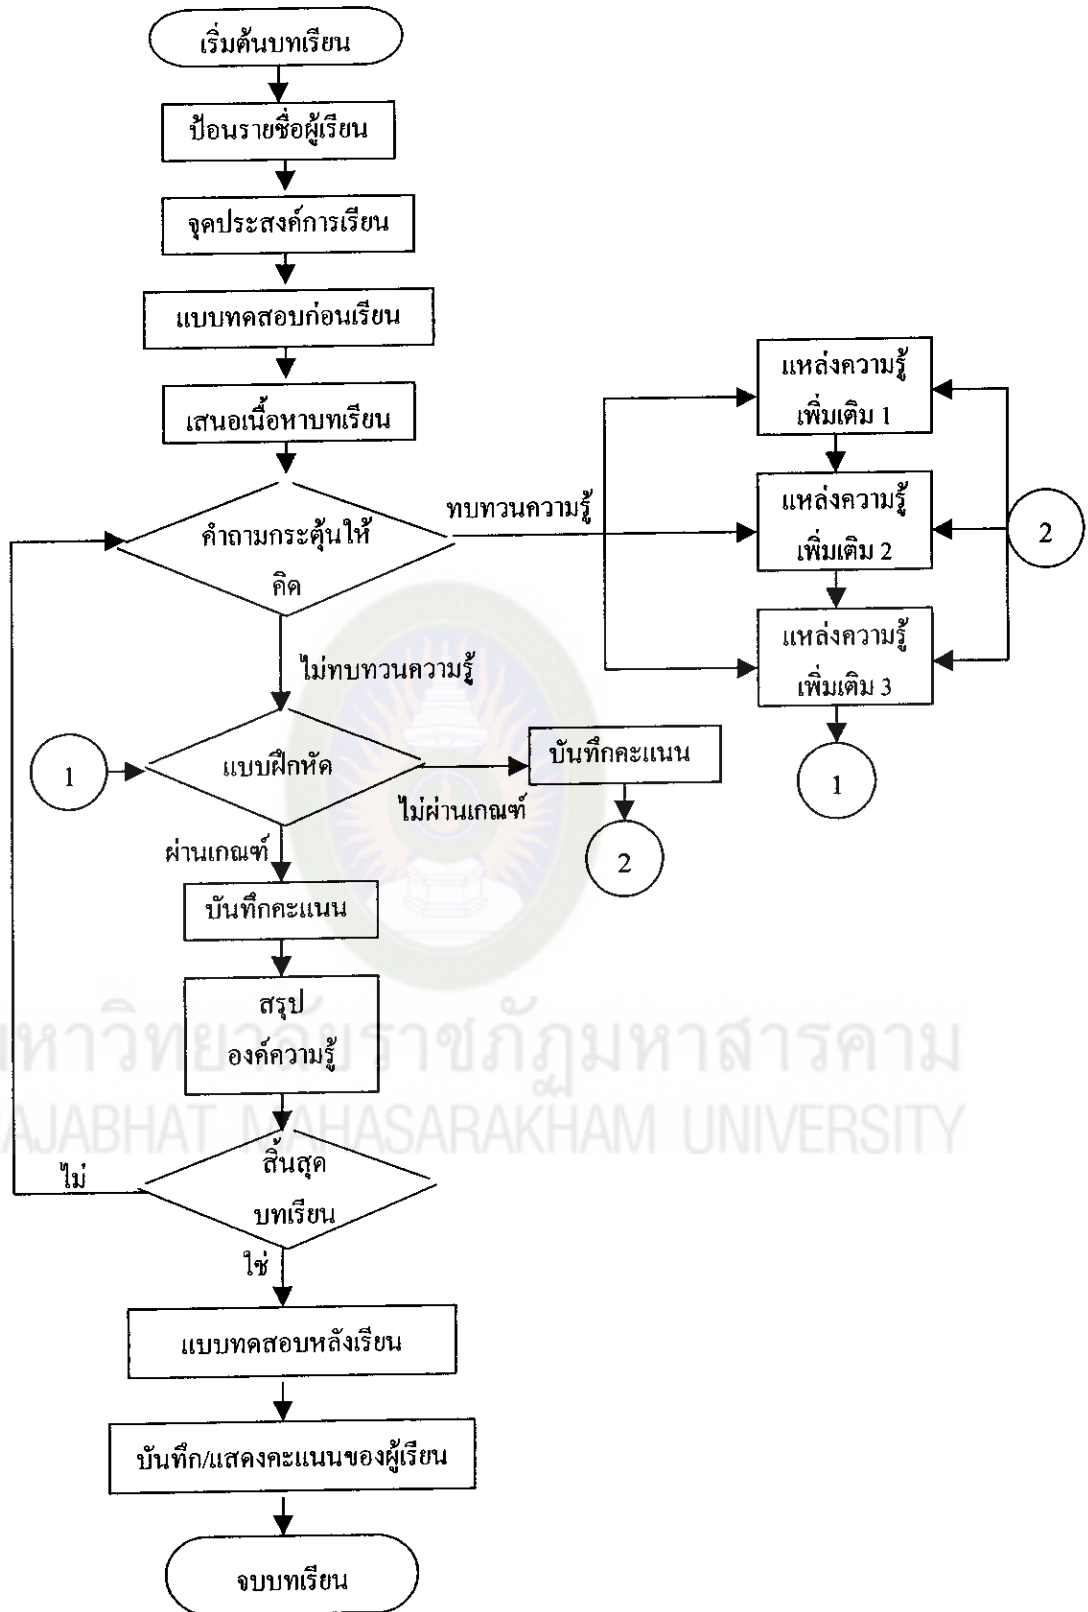 เริ่มต้นบทเรียน
ป้อนรายชื่อผู้เรียน
จุดประสงค์การเรียน
แบบทดสอบก่อนเรียน
เสนอเนื้อหาบทเรียน
คำถามกระตุ้นให้
คิด
ทบทวนความรู้
แหล่งความรู้
เพิ่มเติม 1
แหล่งความรู้
เพิ่มเติม 2
แหล่งความรู้
เพิ่มเติม 3
2
1
ไม่ทบทวนความรู้
1
แบบฝึกหัด
ไม่ผ่านเกณฑ์
บันทึกคะแนน
2
ผ่านเกณฑ์
บันทึกคะแนน
สรุป
องค์ความรู้
มหาวิทยาลัยราชภัฏมหาสารคาม
RAJABHAT MAHASARAKHAM UNIVERSITY
สิ้นสุด
บทเรียน
ไม่
ใช่
แบบทดสอบหลังเรียน
บันทึก/แสดงคะแนนของผู้เรียน
จบบทเรียน